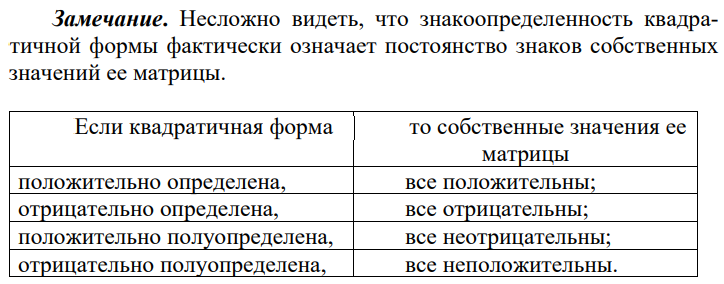 Замечание. Несложно видеть, что знакоопределенность квадра-
тичной формы фактически означает постоянство знаков собственных
значений ее матрицы.
Если квадратичная форма то собственные значения ее
матрицы
положительно определена, все положительны;
отрицательно определена, все отрицательны;
положительно полуопределена, все неотрицательны;
отрицательно полуопределена, все неположительны.